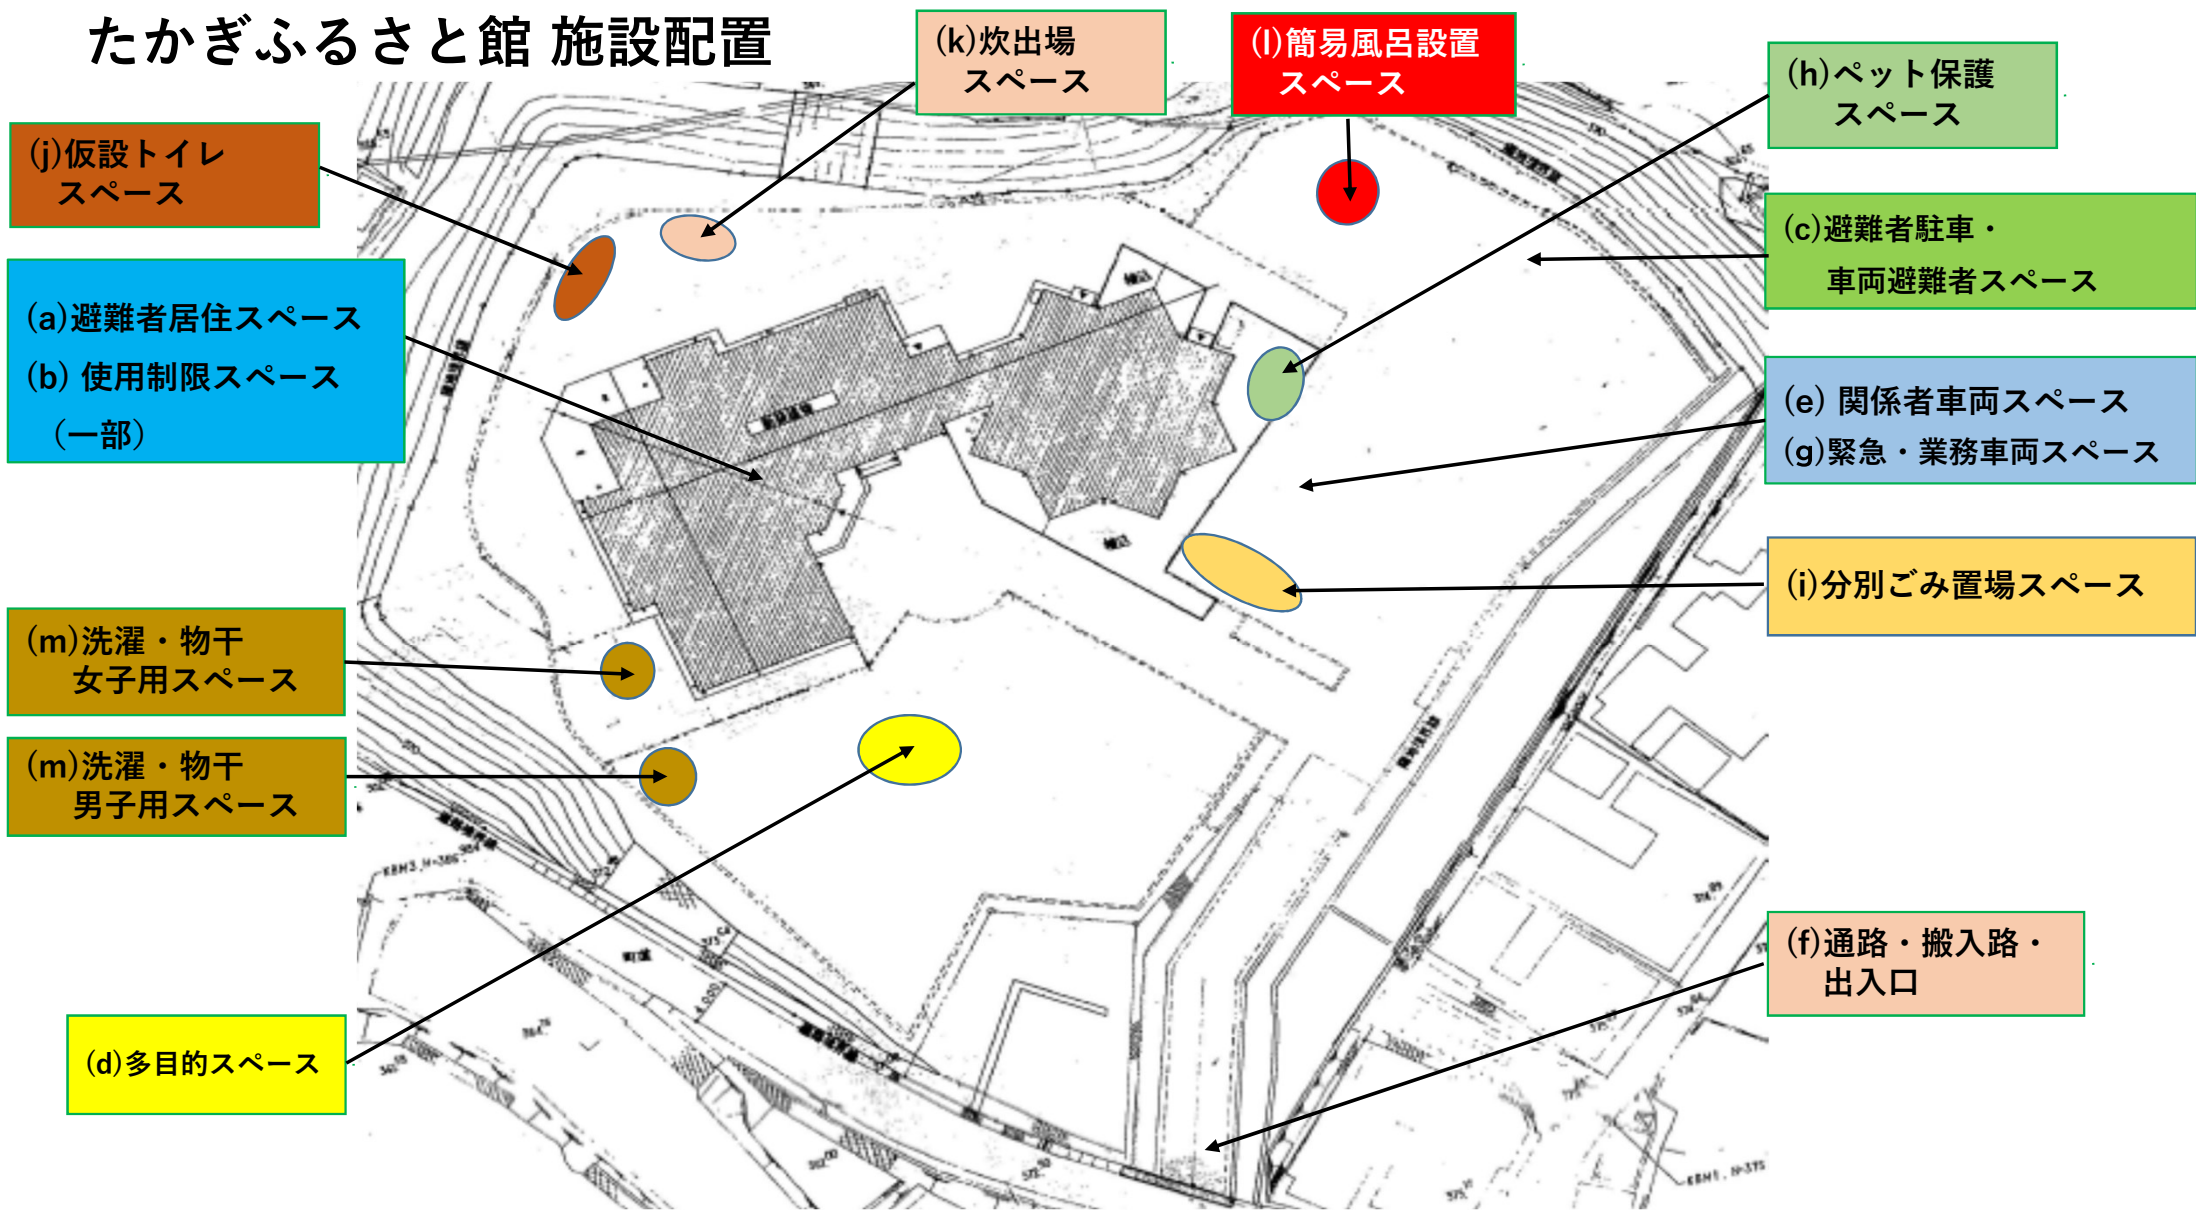 たかぎふるさと館 施設配置
(k)炊出場
スペース
(l)簡易風呂設置
スペース
(h)ペット保護
スペース
(j)仮設トイレ
スペース
(c)避難者駐車・
車両避難者スペース
(a)避難者居住スペース
(b) 使用制限スペース
（一部）
(e) 関係者車両スペース
(g)緊急・業務車両スペース
(i)分別ごみ置場スペース
(m)洗濯・物干
女子用スペース
(m)洗濯・物干
男子用スペース
(f)通路・搬入路・
出入口
(d)多目的スペース
KBM3,H=386
4,000
KBM1,H=375